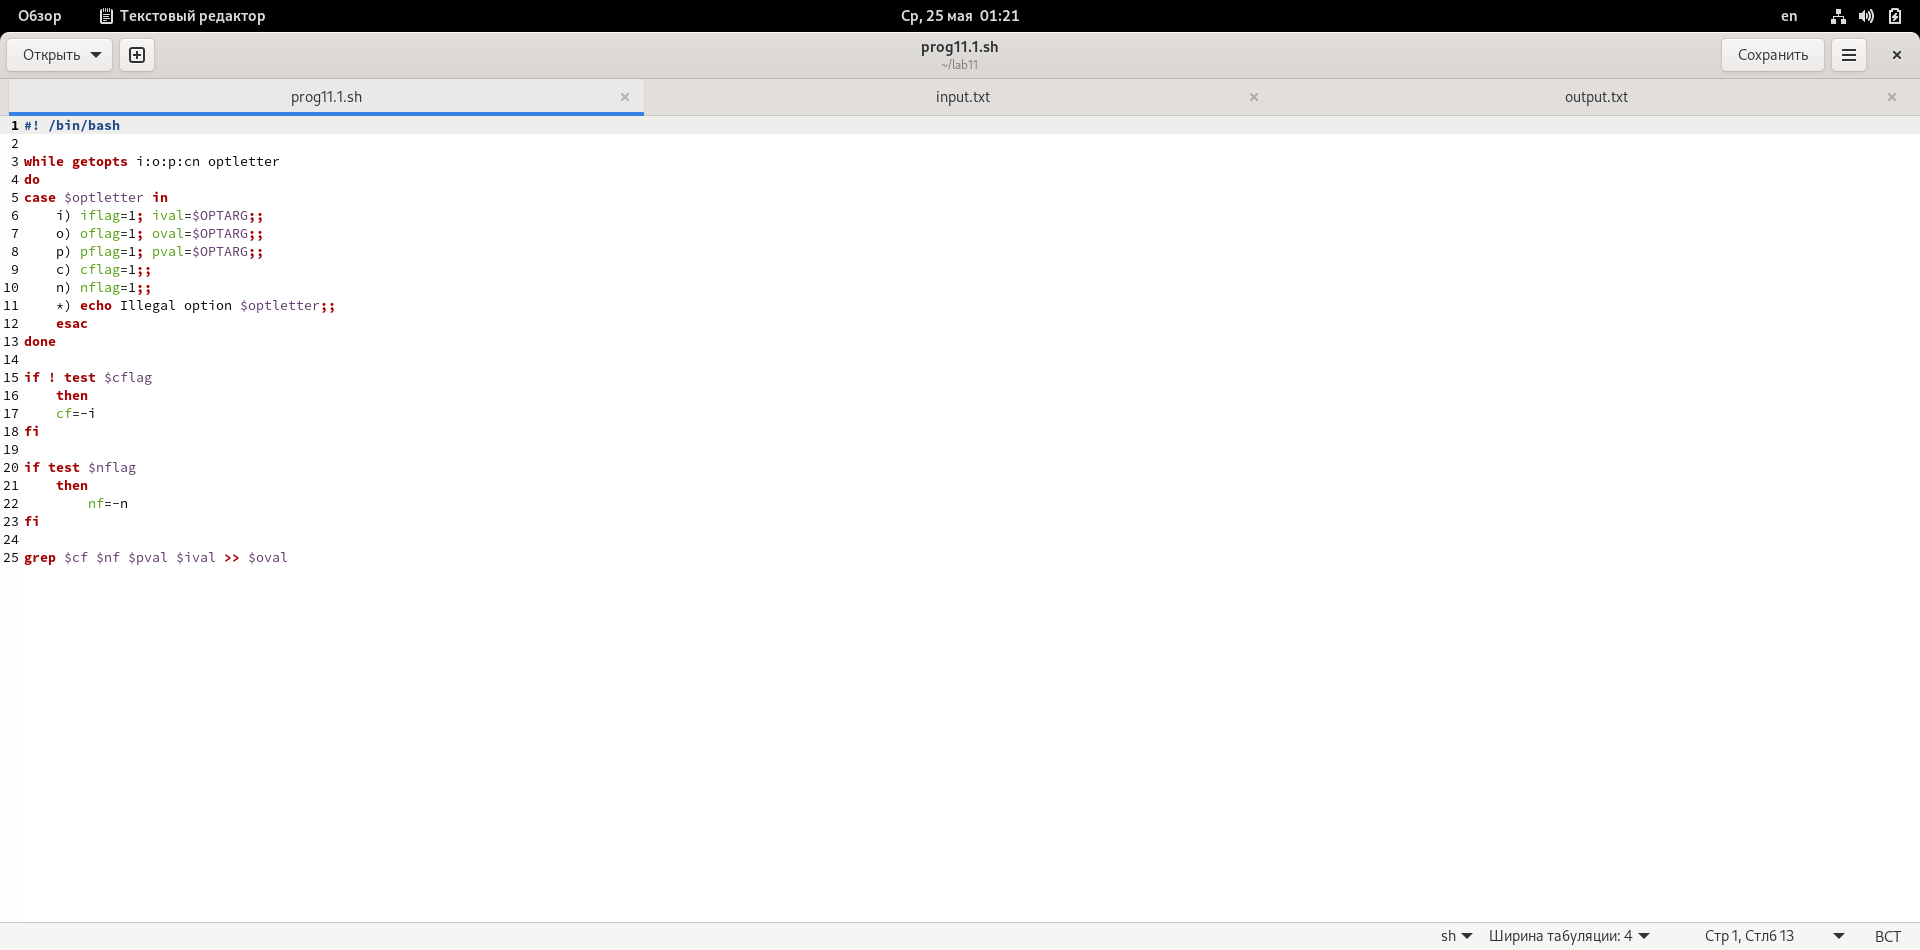 Обзор Текстовый редактор Ср, 25 мая 01:21 en
Открыть prog11.1.sh Сохранить
~/lab11
prog11.1.sh input.txt output.txt
1 #! /bin/bash
2
3 while getopts i:o:p:cn optletter
4 do
5 case $optletter in
6     i) iflag=1; ival=$OPTARG;;
7     o) oflag=1; oval=$OPTARG;;
8     p) pflag=1; pval=$OPTARG;;
9     c) cflag=1;;
10     n) nflag=1;;
11     *) echo Illegal option $optletter;;
12     esac
13 done
14
15 if ! test $cflag
16     then
17     cf=-i
18 fi
19
20 if test $nflag
21     then
22         nf=-n
23 fi
24
25 grep $cf $nf $pval $ival >> $oval
sh Ширина табуляции: 4 Стр 1, Стлб 13 ВСТ